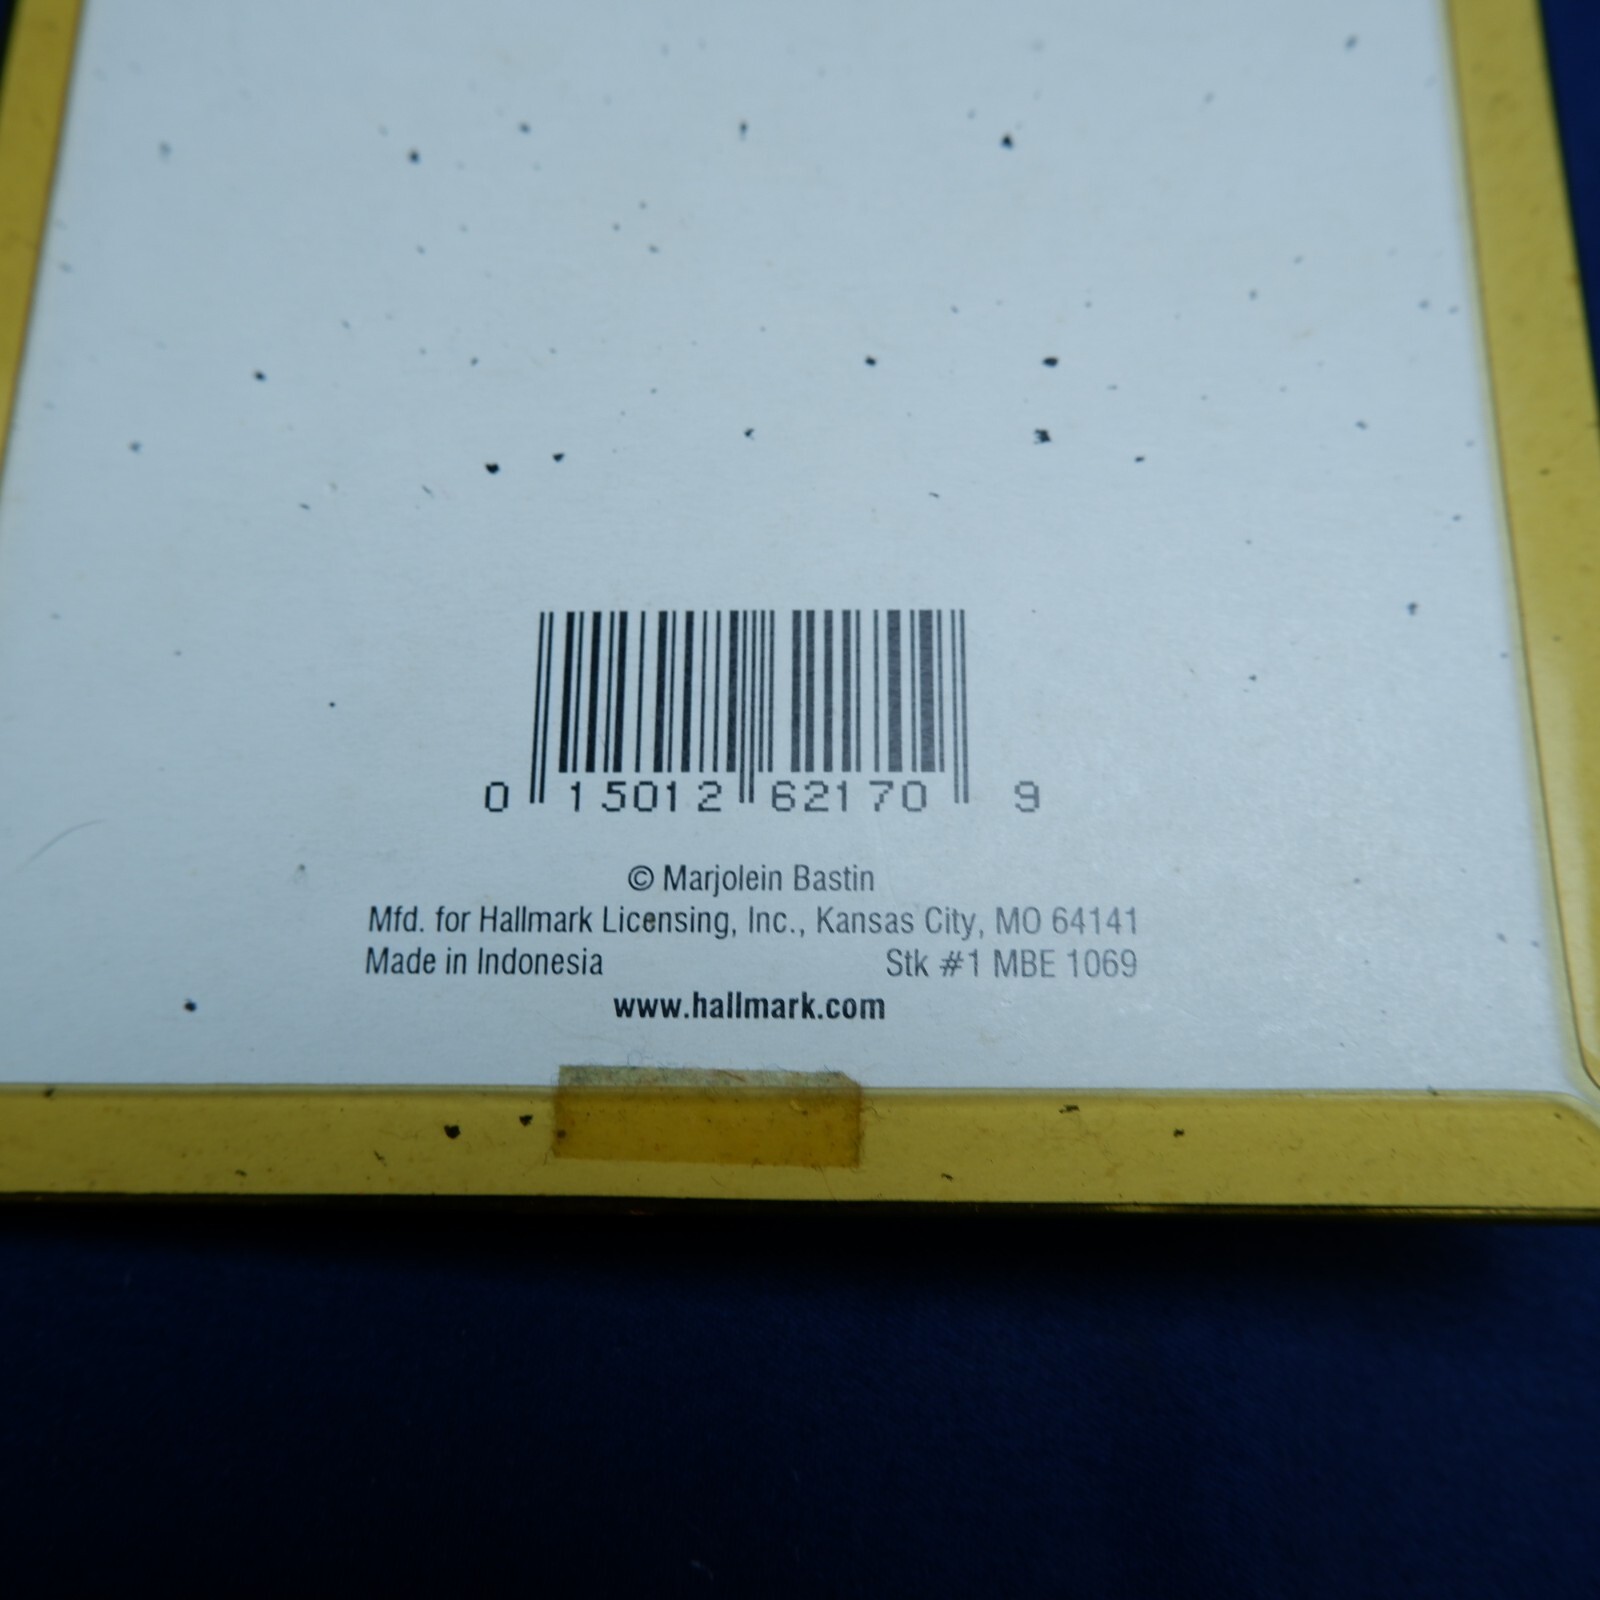 0 15012 62170 9
© Marjolein Bastin
Mfd. for Hallmark Licensing, Inc., Kansas City, MO 64141
Made in Indonesia Stk #1 MBE 1069
www.hallmark.com